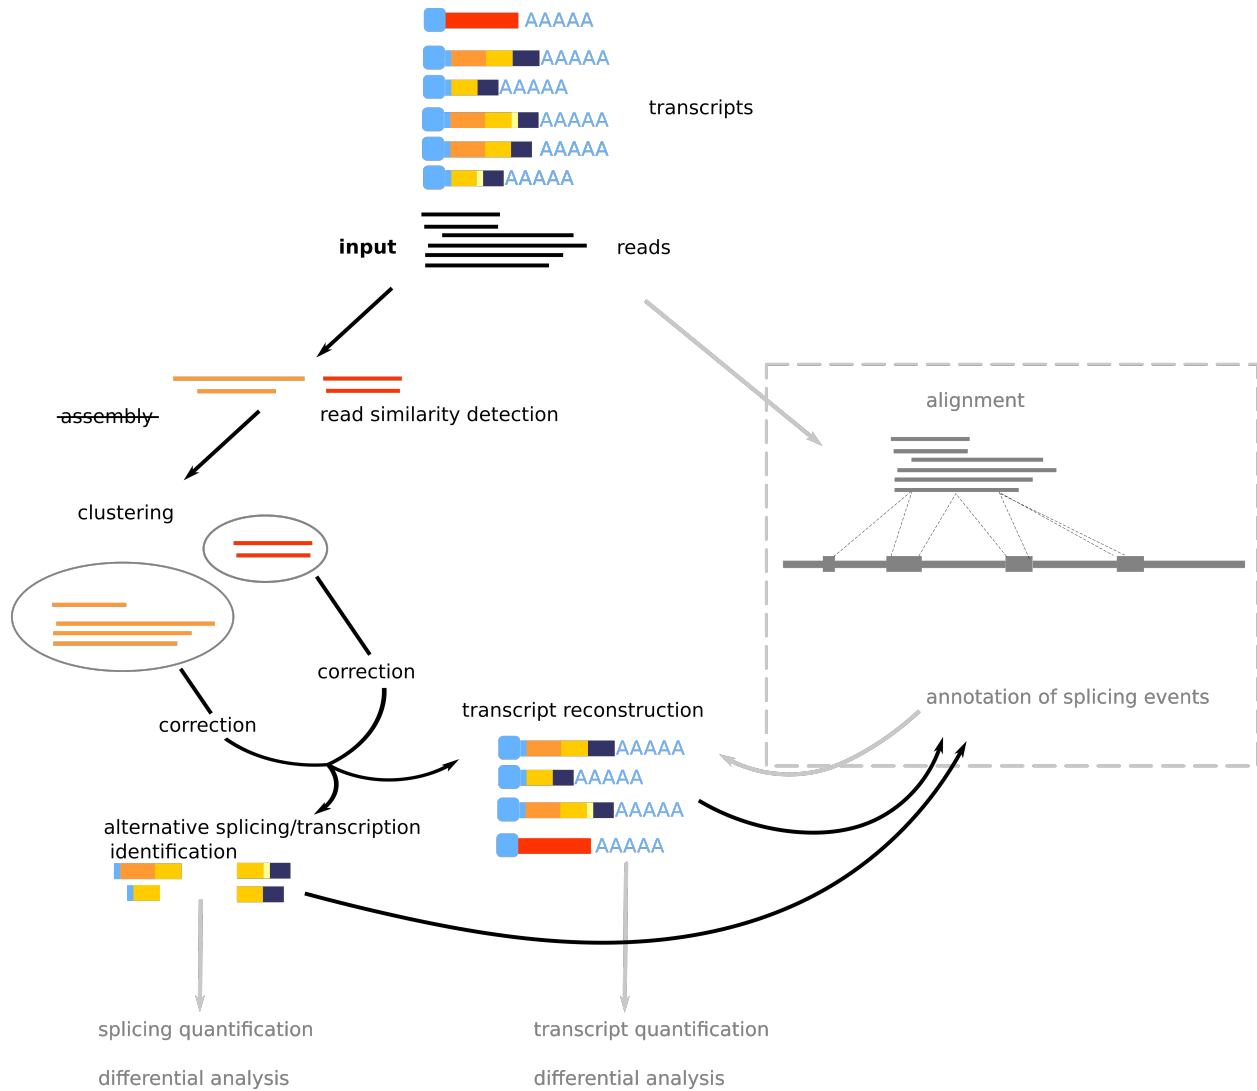 AAAAA
AAAAA
AAAAA
transcripts
AAAAA
AAAAA
AAAAA
input
reads
alignment
assembly
read similarity detection
clustering
correction
annotation of splicing events
correction
transcript reconstruction
AAAAA
AAAAA
AAAAA
alternative splicing/transcription
identification
AAAAA
splicing quantification
transcript quantification
differential analysis
differential analysis